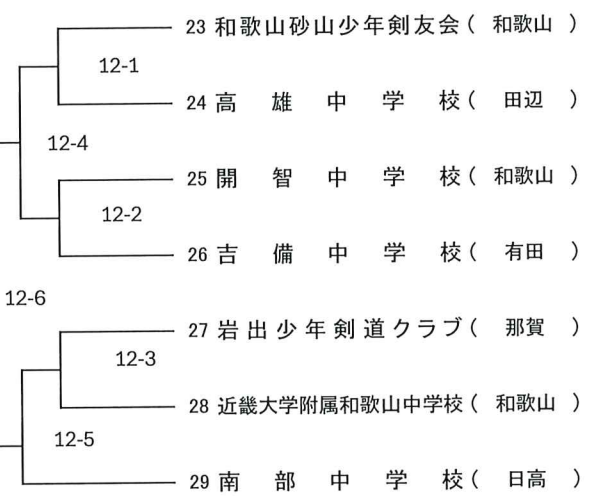 23 和歌山砂山少年剣友会( 和歌山 )
12-1
24 高雄中学校( 田辺 )
12-4
25 開智中学校( 和歌山 )
12-2
26 吉備中学校( 有田 )
12-6
27 岩出少年剣道クラブ( 那賀 )
12-3
28 近畿大学附属和歌山中学校( 和歌山 )
12-5
29 南部中学校( 日高 )